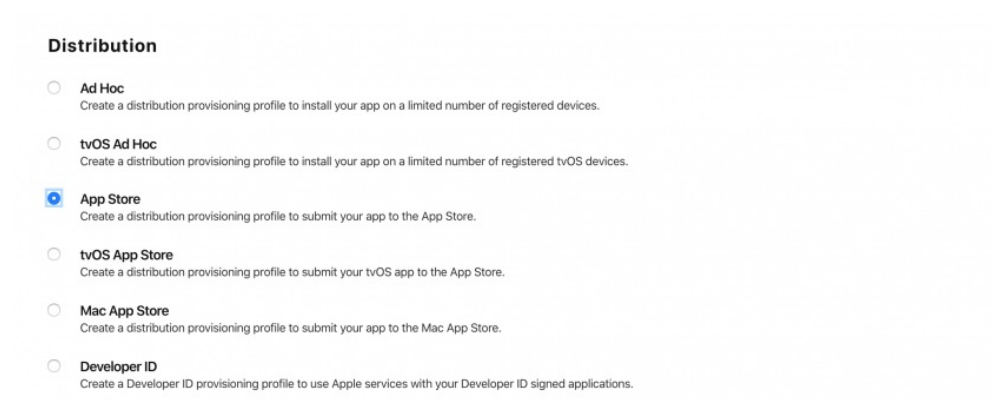 Distribution
Ad Hoc
Create a distribution provisioning profile to install your app on a limited number of registered devices.
tvOS Ad Hoc
Create a distribution provisioning profile to install your app on a limited number of registered tvOS devices.
App Store
Create a distribution provisioning profile to submit your app to the App Store.
tvOS App Store
Create a distribution provisioning profile to submit your tvOS app to the App Store.
Mac App Store
Create a distribution provisioning profile to submit your app to the Mac App Store.
Developer ID
Create a Developer ID provisioning profile to use Apple services with your Developer ID signed applications.